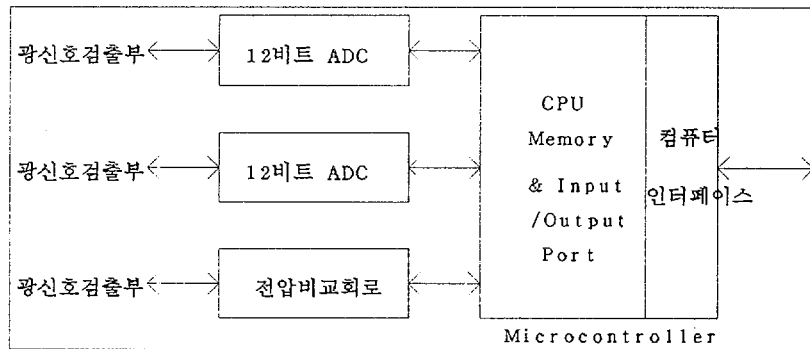 광신호검출부
12비트 ADC
광신호검출부
12비트 ADC
광신호검출부
전압비교회로
CPU
Memory
& Input
/Output
Port
컴퓨터
인터페이스
Microcontroller